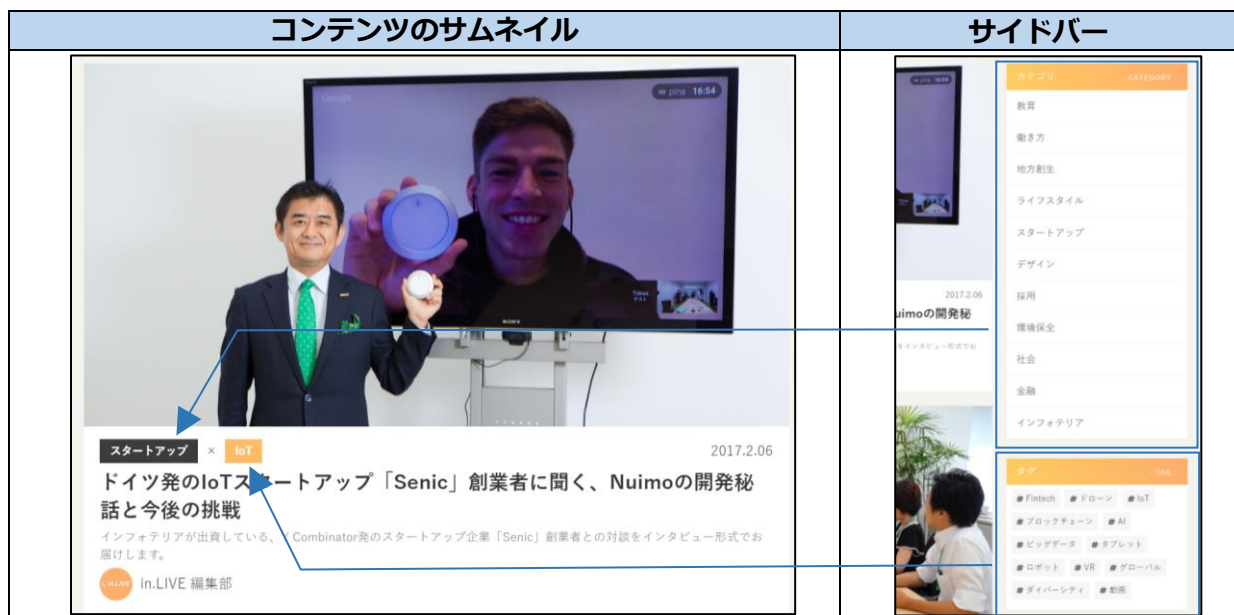 コンテンツのサムネイル
サイドバー
Google
pina 16:54
SONY
スタートアップ × IoT
2017.2.06
ドイツ発のIoTスタートアップ「Senic」創業者に聞く、Nuimoの開発秘
話と今後の挑戦
インフォテリアが出資している、Y Combinator発のスタートアップ企業「Senic」創業者との対談をインタビュー形式でお
届けします。
in.LIVE 編集部
pina 16:54
2017.2.06
uimoの開発秘
をインタビュー形式でお
カテゴリ CATEGORY
教育
働き方
地方創生
ライフスタイル
スタートアップ
デザイン
採用
環境保全
社会
金融
インフォテリア
タグ TAG
# Fintech # ドローン # IoT
# ブロックチェーン # AI
# ビッグデータ # タブレット
# ロボット # VR # グローバル
# ダイバーシティ # 動画